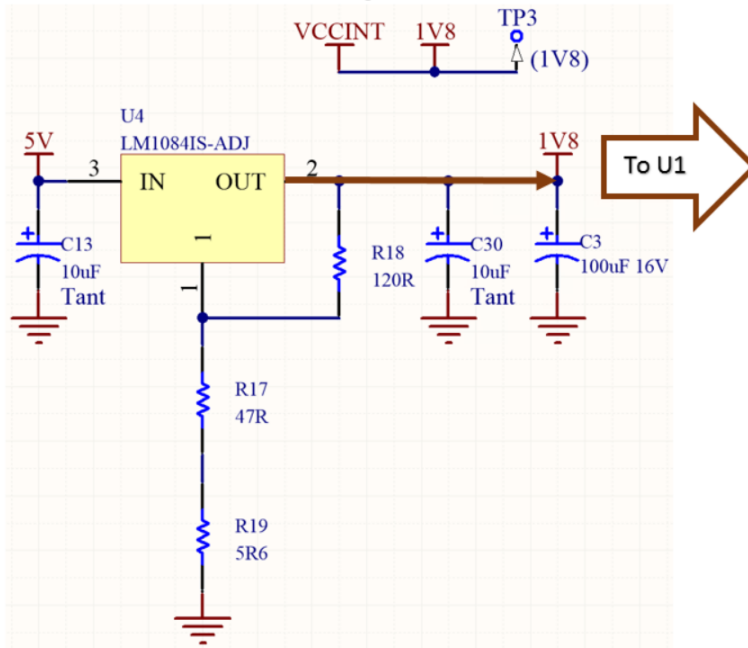 VCCINT
1V8
TP3
(1V8)
U4
LM1084IS-ADJ
5V
3
IN
OUT
2
1V8
To U1
1
1
C13
10uF
Tant
R18
120R
C30
10uF
Tant
C3
100uF 16V
R17
47R
R19
5R6